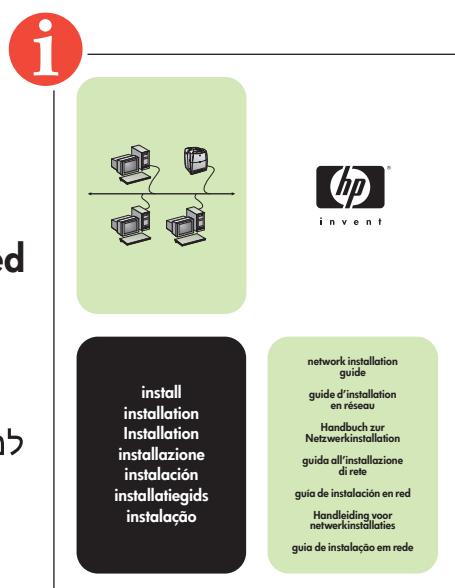 i
hp
®
invent
ed
install
installation
Installation
installazione
instalación
installatiegids
instalação
network installation
guide
guide d'installation
en réseau
Handbuch zur
Netzwerkinstallation
guida all'installazione
di rete
guía de instalación en red
Handleiding voor
netwerkinstallaties
guia de instalação em rede